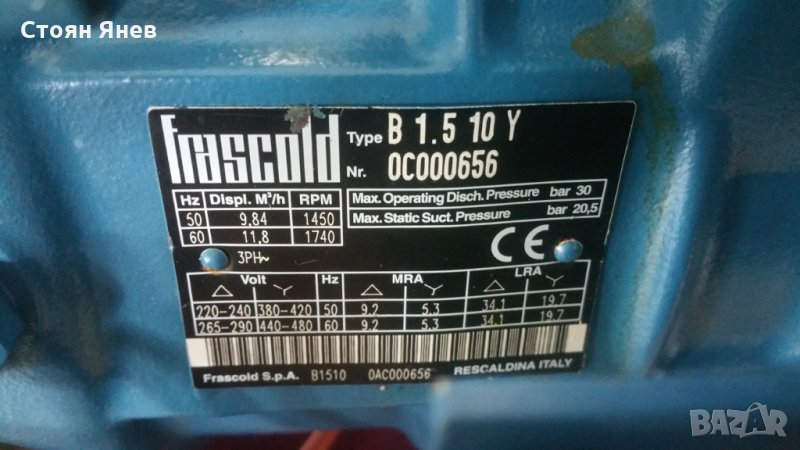 Стоян Янев
frascold Type B 1.5 10 Y
Nr. 0C000656
Hz Displ. M³/h RPM
50 9,84 1450
60 11,8 1740
Max. Operating Disch. Pressure bar 30
Max. Static Suct. Pressure bar 20,5
CE
3PH~
Volt Hz MRA LRA
△ Y △ Y △ Y
220-240 380-420 50 9.2 5.3 34.1 19.7
265-290 440-480 60 9.2 5.3 34.1 19.7
Frascold S.p.A. B1510 0AC000656 RESCALDINA ITALY
BAZAR